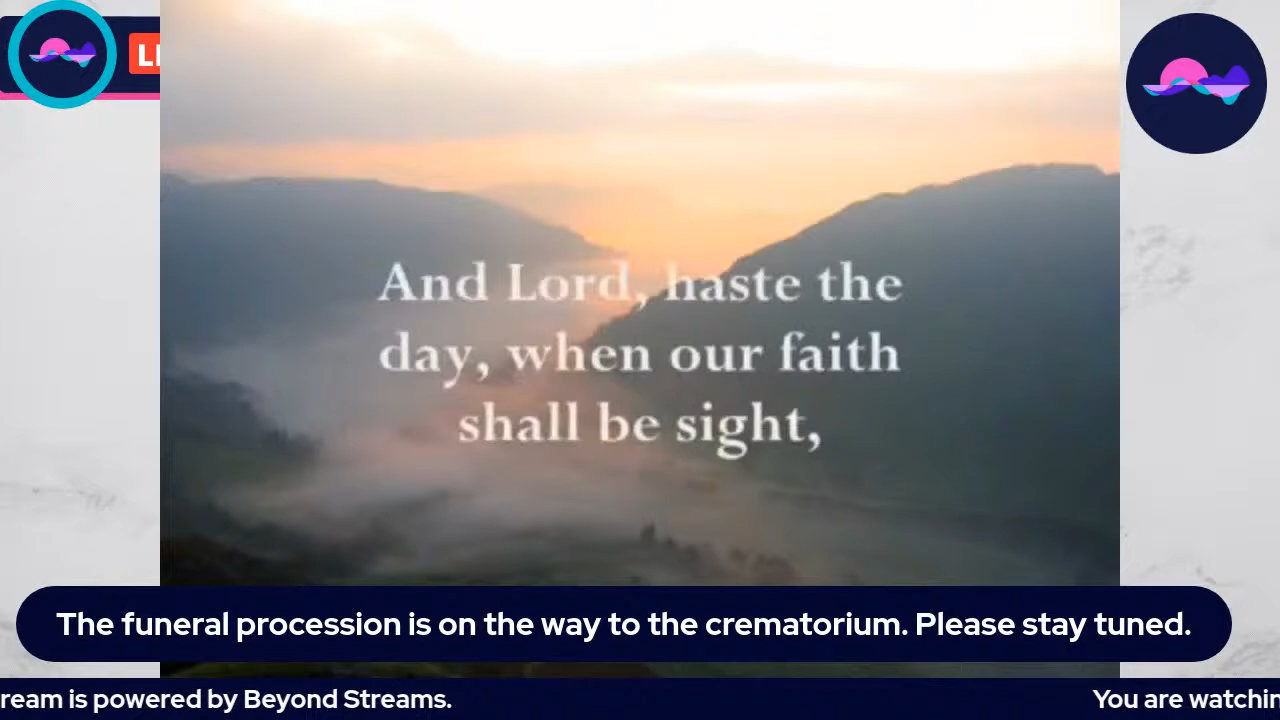 LI
And Lord, haste the
day, when our faith
shall be sight,
The funeral procession is on the way to the crematorium. Please stay tuned.
ream is powered by Beyond Streams.
You are watchin